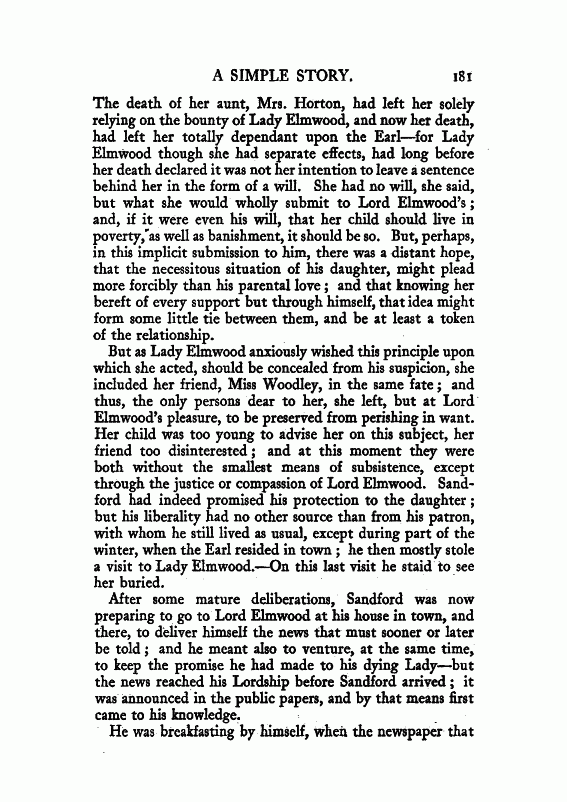 A SIMPLE STORY. 181
The death of her aunt, Mrs. Horton, had left her solely
relying on the bounty of Lady Elmwood, and now her death,
had left her totally dependant upon the Earl—for Lady
Elmwood though she had separate effects, had long before
her death declared it was not her intention to leave a sentence
behind her in the form of a will. She had no will, she said,
but what she would wholly submit to Lord Elmwood's;
and, if it were even his will, that her child should live in
poverty, as well as banishment, it should be so. But, perhaps,
in this implicit submission to him, there was a distant hope,
that the necessitous situation of his daughter, might plead
more forcibly than his parental love; and that knowing her
bereft of every support but through himself, that idea might
form some little tie between them, and be at least a token
of the relationship.
But as Lady Elmwood anxiously wished this principle upon
which she acted, should be concealed from his suspicion, she
included her friend, Miss Woodley, in the same fate; and
thus, the only persons dear to her, she left, but at Lord
Elmwood's pleasure, to be preserved from perishing in want.
Her child was too young to advise her on this subject, her
friend too disinterested; and at this moment they were
both without the smallest means of subsistence, except
through the justice or compassion of Lord Elmwood. Sand-
ford had indeed promised his protection to the daughter;
but his liberality had no other source than from his patron,
with whom he still lived as usual, except during part of the
winter, when the Earl resided in town; he then mostly stole
a visit to Lady Elmwood.—On this last visit he staid to see
her buried.
After some mature deliberations, Sandford was now
preparing to go to Lord Elmwood at his house in town, and
there, to deliver himself the news that must sooner or later
be told; and he meant also to venture, at the same time,
to keep the promise he had made to his dying Lady—but
the news reached his Lordship before Sandford arrived; it
was announced in the public papers, and by that means first
came to his knowledge.
He was breakfasting by himself, when the newspaper that